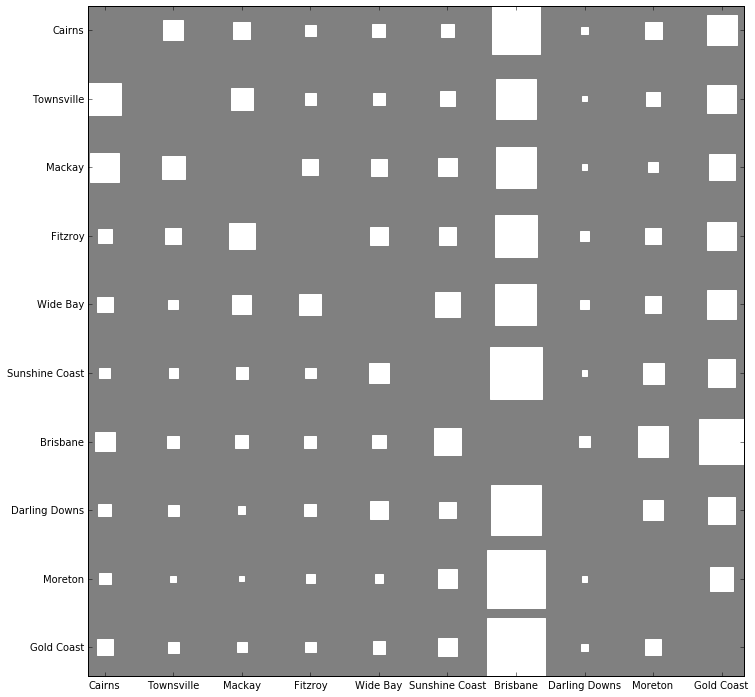 Cairns
Townsville
Mackay
Fitzroy
Wide Bay
Sunshine Coast
Brisbane
Darling Downs
Moreton
Gold Coast
Cairns Townsville Mackay Fitzroy Wide Bay Sunshine Coast Brisbane Darling Downs Moreton Gold Coast